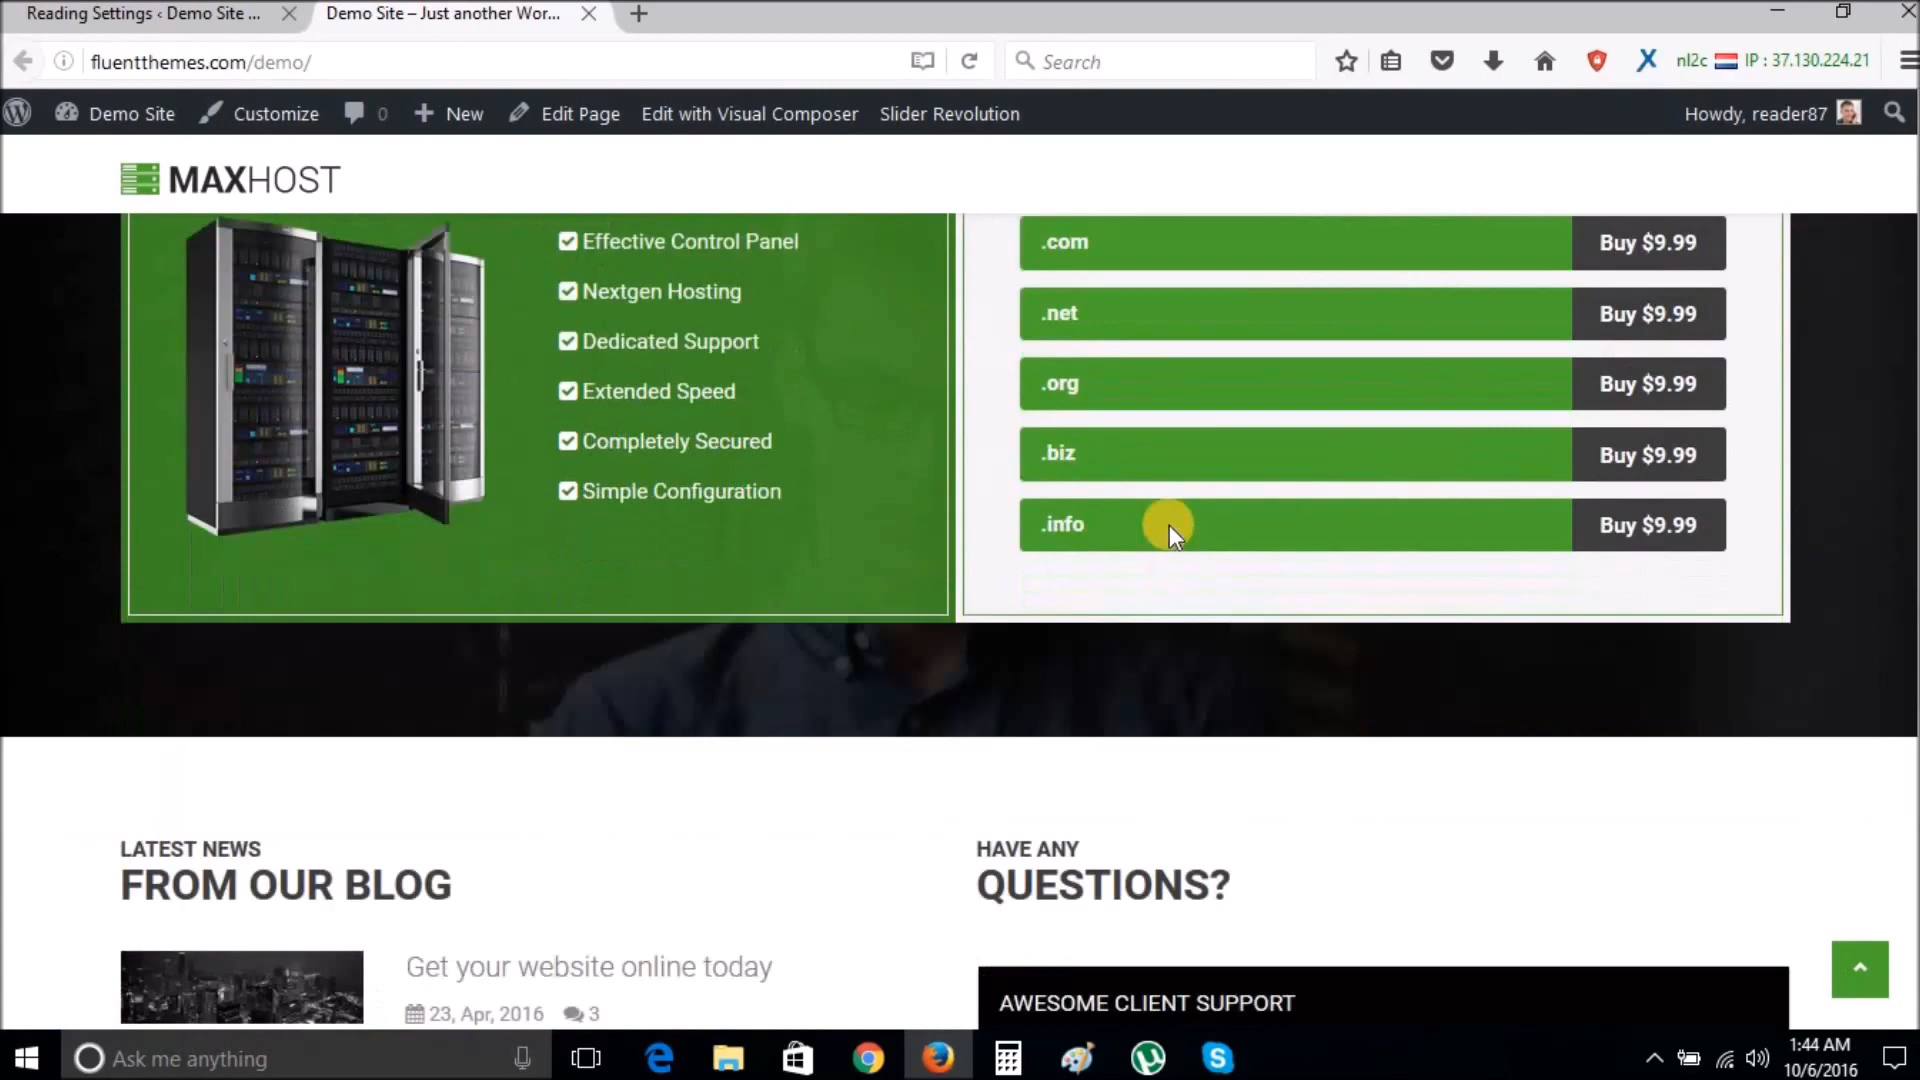 Reading Settings ‹ Demo Site ...
Demo Site – Just another Wor...
fluentthemes.com/demo/
Search
nl2c IP : 37.130.224.21
Demo Site
Customize
0
New
Edit Page
Edit with Visual Composer
Slider Revolution
Howdy, reader87
MAXHOST
Effective Control Panel
Nextgen Hosting
Dedicated Support
Extended Speed
Completely Secured
Simple Configuration
.com Buy $9.99
.net Buy $9.99
.org Buy $9.99
.biz Buy $9.99
.info Buy $9.99
LATEST NEWS
FROM OUR BLOG
Get your website online today
23, Apr, 2016 3
HAVE ANY
QUESTIONS?
AWESOME CLIENT SUPPORT
Ask me anything
1:44 AM
10/6/2016